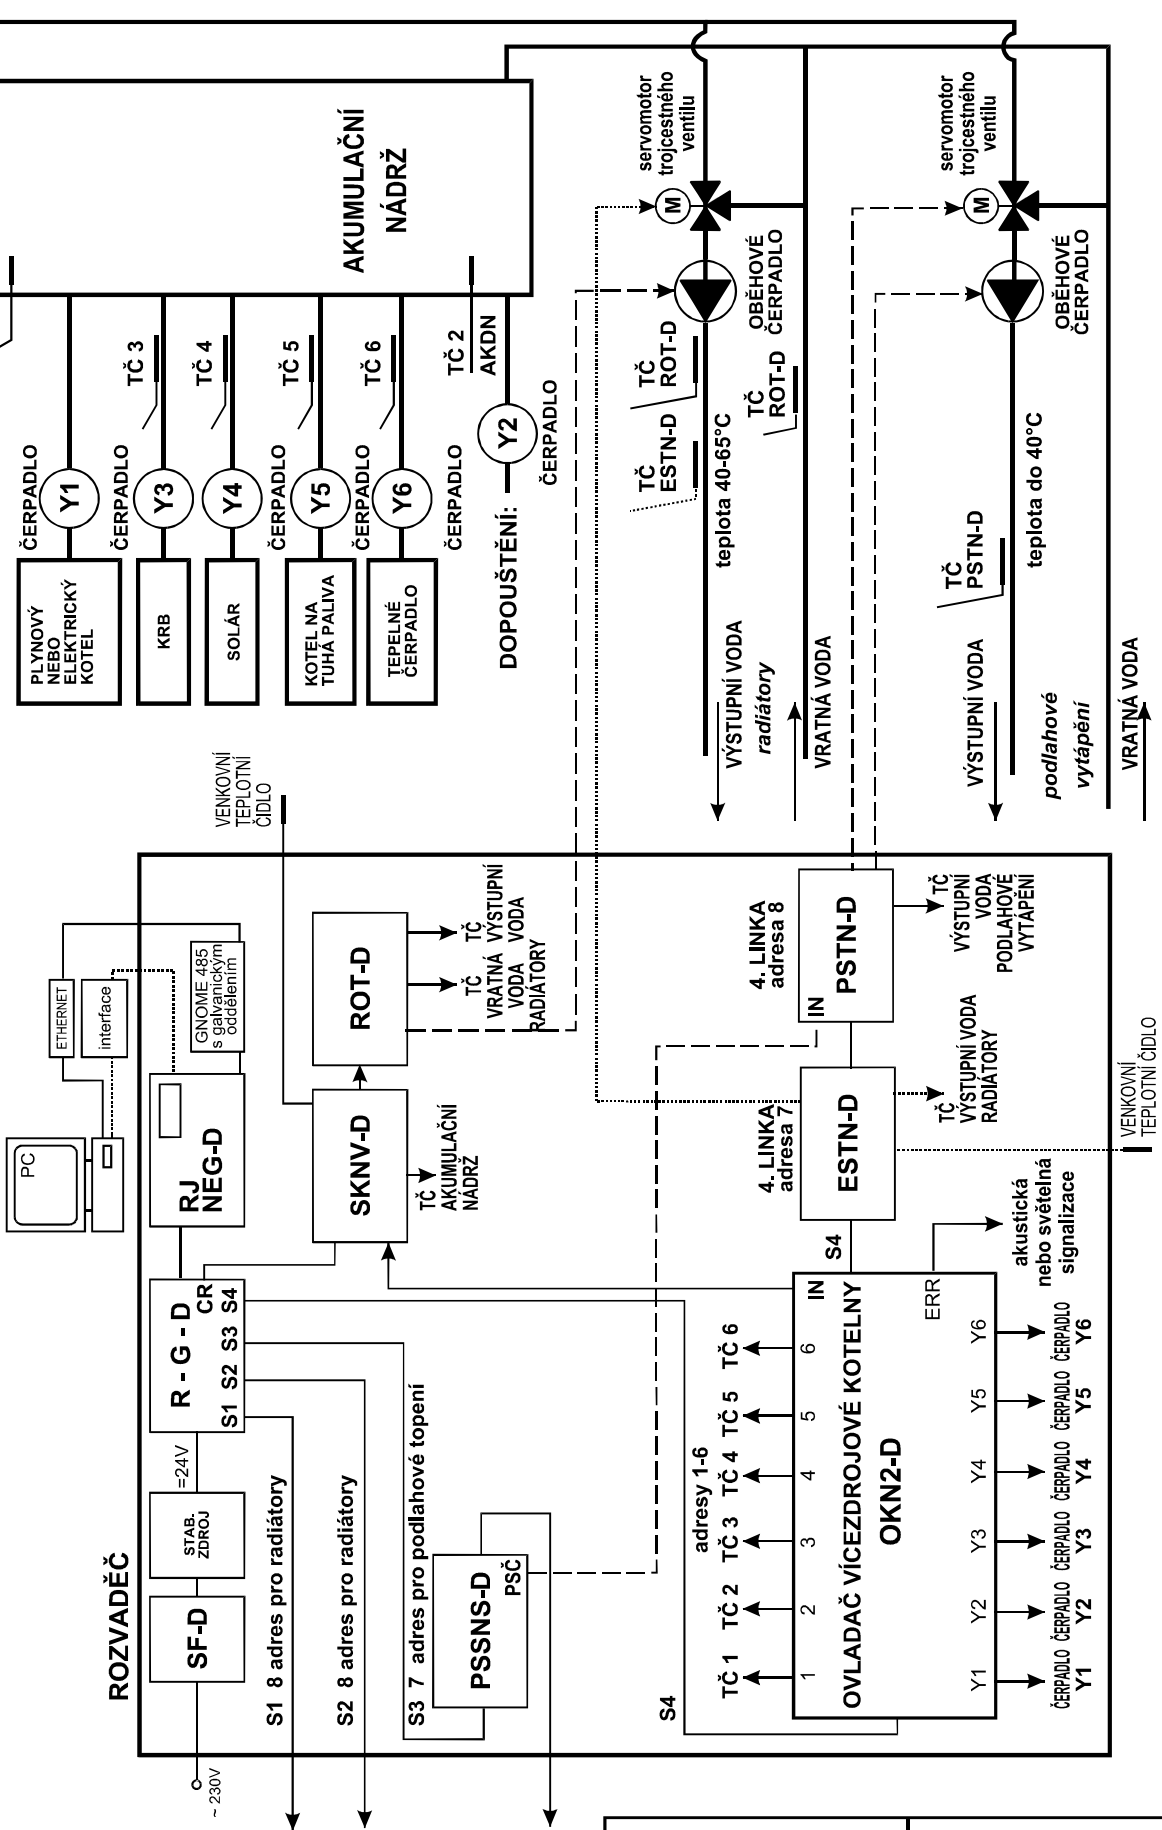 AKUMULAČNÍ
NÁDRŽ
servomotor
trojcestného
ventilu
servomotor
trojcestného
ventilu
M
M
OBĚHOVÉ
ČERPADLO
OBĚHOVÉ
ČERPADLO
TČ 3
TČ 4
TČ 5
TČ 6
TČ 2
AKDN
TČ
ROT-D
TČ
ROT-D
TČ
ESTN-D
teplota 40-65°C
teplota do 40°C
TČ
PSTN-D
ČERPADLO
Y1
ČERPADLO
Y3
Y4
ČERPADLO
Y5
ČERPADLO
Y6
ČERPADLO
Y2
ČERPADLO
DOPOUŠTĚNÍ:
PLYNOVÝ
NEBO
ELEKTRICKÝ
KOTEL
KRB
SOLÁR
KOTEL NA
TUHÁ PALIVA
TEPELNÉ
ČERPADLO
VÝSTUPNÍ VODA
radiátory
VRATNÁ VODA
VÝSTUPNÍ VODA
podlahové
vytápění
VRATNÁ VODA
VENKOVNÍ
TEPLOTNÍ
ČIDLO
ETHERNET
interface
GNOME 485
s galvanickým
oddělením
PC
RJ
NEG-D
ROT-D
TČ VÝSTUPNÍ
VODA
TČ
VRATNÁ
VODA
RADIÁTORY
SKNV-D
TČ
AKUMULAČNÍ
NÁDRŽ
4. LINKA
adresa 8
IN
PSTN-D
TČ
VÝSTUPNÍ
VODA
PODLAHOVÉ
VYTÁPĚNÍ
4. LINKA
adresa 7
ESTN-D
TČ
VÝSTUPNÍ VODA
RADIÁTORY
VENKOVNÍ
TEPLOTNÍ ČIDLO
S4
ERR
akustická
nebo světelná
signalizace
R - G - D
CR
S1 S2 S3 S4
=24V
STAB.
ZDROJ
SF-D
~ 230V
ROZVADĚČ
S1 8 adres pro radiátory
S2 8 adres pro radiátory
S3 7 adres pro podlahové topení
PSSNS-D
PSČ
S4
adresy 1-6
TČ 1 TČ 2 TČ 3 TČ 4 TČ 5 TČ 6
1 2 3 4 5 6 IN
OVLADAČ VÍCEZDROJOVÉ KOTELNY
OKN2-D
Y1 Y2 Y3 Y4 Y5 Y6
ČERPADLO ČERPADLO ČERPADLO ČERPADLO ČERPADLO ČERPADLO
Y1 Y2 Y3 Y4 Y5 Y6